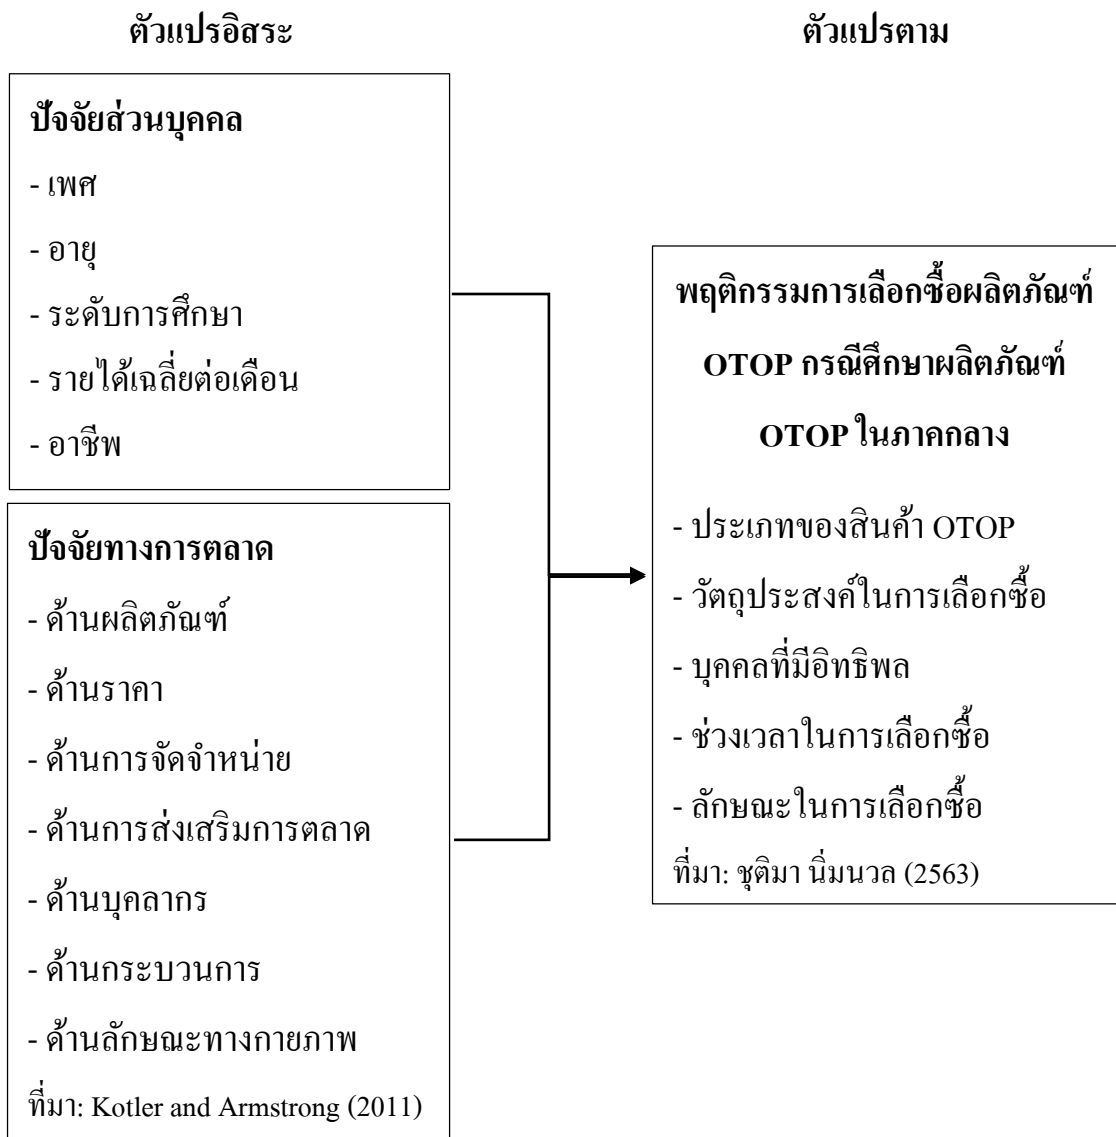 ตัวแปรอิสระ
ตัวแปรตาม
ปัจจัยส่วนบุคคล
- เพศ
- อายุ
- ระดับการศึกษา
- รายได้เฉลี่ยต่อเดือน
- อาชีพ
ปัจจัยทางการตลาด
- ด้านผลิตภัณฑ์
- ด้านราคา
- ด้านการจัดจำหน่าย
- ด้านการส่งเสริมการตลาด
- ด้านบุคลากร
- ด้านกระบวนการ
- ด้านลักษณะทางกายภาพ
ที่มา: Kotler and Armstrong (2011)
พฤติกรรมการเลือกซื้อผลิตภัณฑ์
OTOP กรณีศึกษาผลิตภัณฑ์
OTOP ในภาคกลาง
- ประเภทของสินค้า OTOP
- วัตถุประสงค์ในการเลือกซื้อ
- บุคคลที่มีอิทธิพล
- ช่วงเวลาในการเลือกซื้อ
- ลักษณะในการเลือกซื้อ
ที่มา: ชุติมา นิ่มนวล (2563)